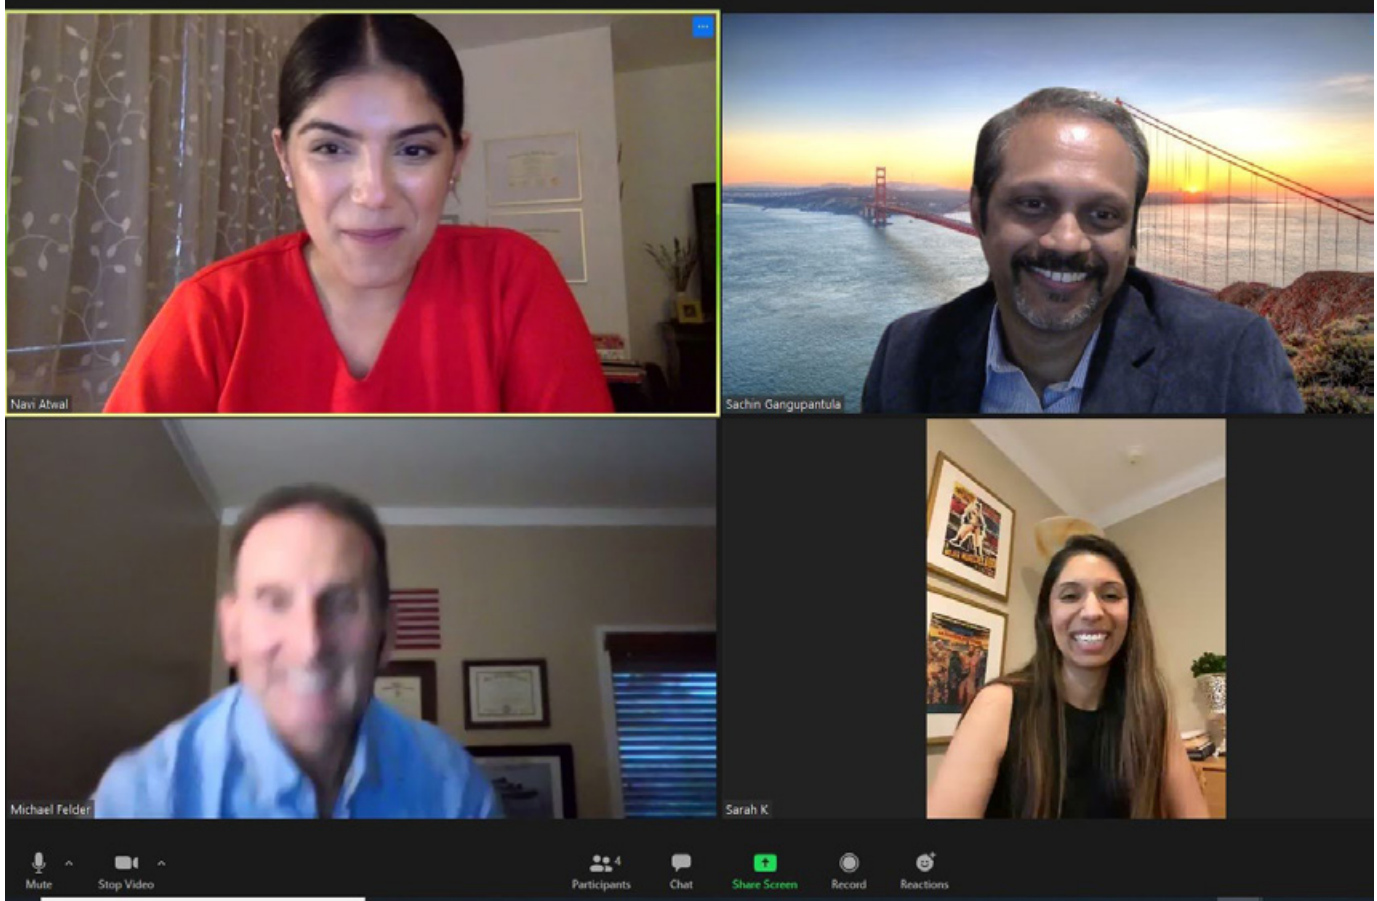 Navi Atwal
Sachin Gangupantula
Michael Felder
Sarah K
4
Mute
Stop Video
Participants
Chat
Share Screen
Record
Reactions